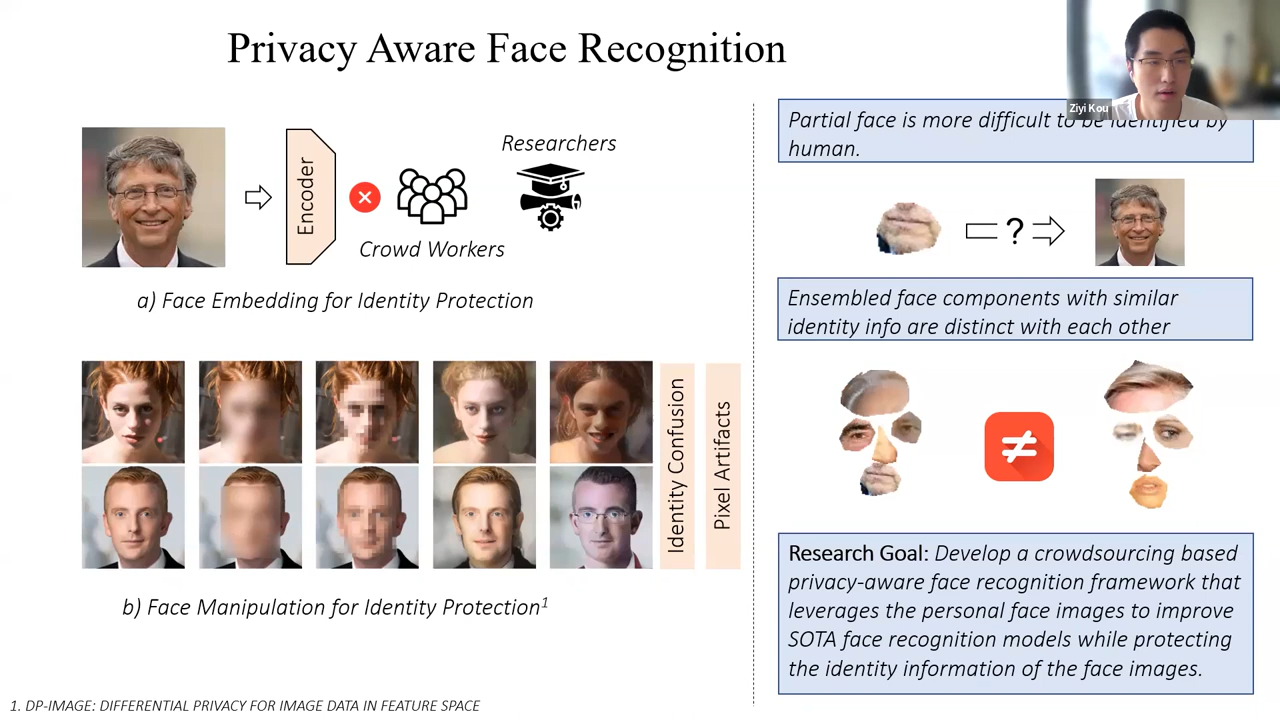 Privacy Aware Face Recognition
Ziyi Kou
Encoder
Researchers
Crowd Workers
a) Face Embedding for Identity Protection
Identity Confusion
Pixel Artifacts
b) Face Manipulation for Identity Protection1
1. DP-IMAGE: DIFFERENTIAL PRIVACY FOR IMAGE DATA IN FEATURE SPACE
Partial face is more difficult to be identified by
human.
?
Ensembled face components with similar
identity info are distinct with each other
≠
Research Goal: Develop a crowdsourcing based
privacy-aware face recognition framework that
leverages the personal face images to improve
SOTA face recognition models while protecting
the identity information of the face images.